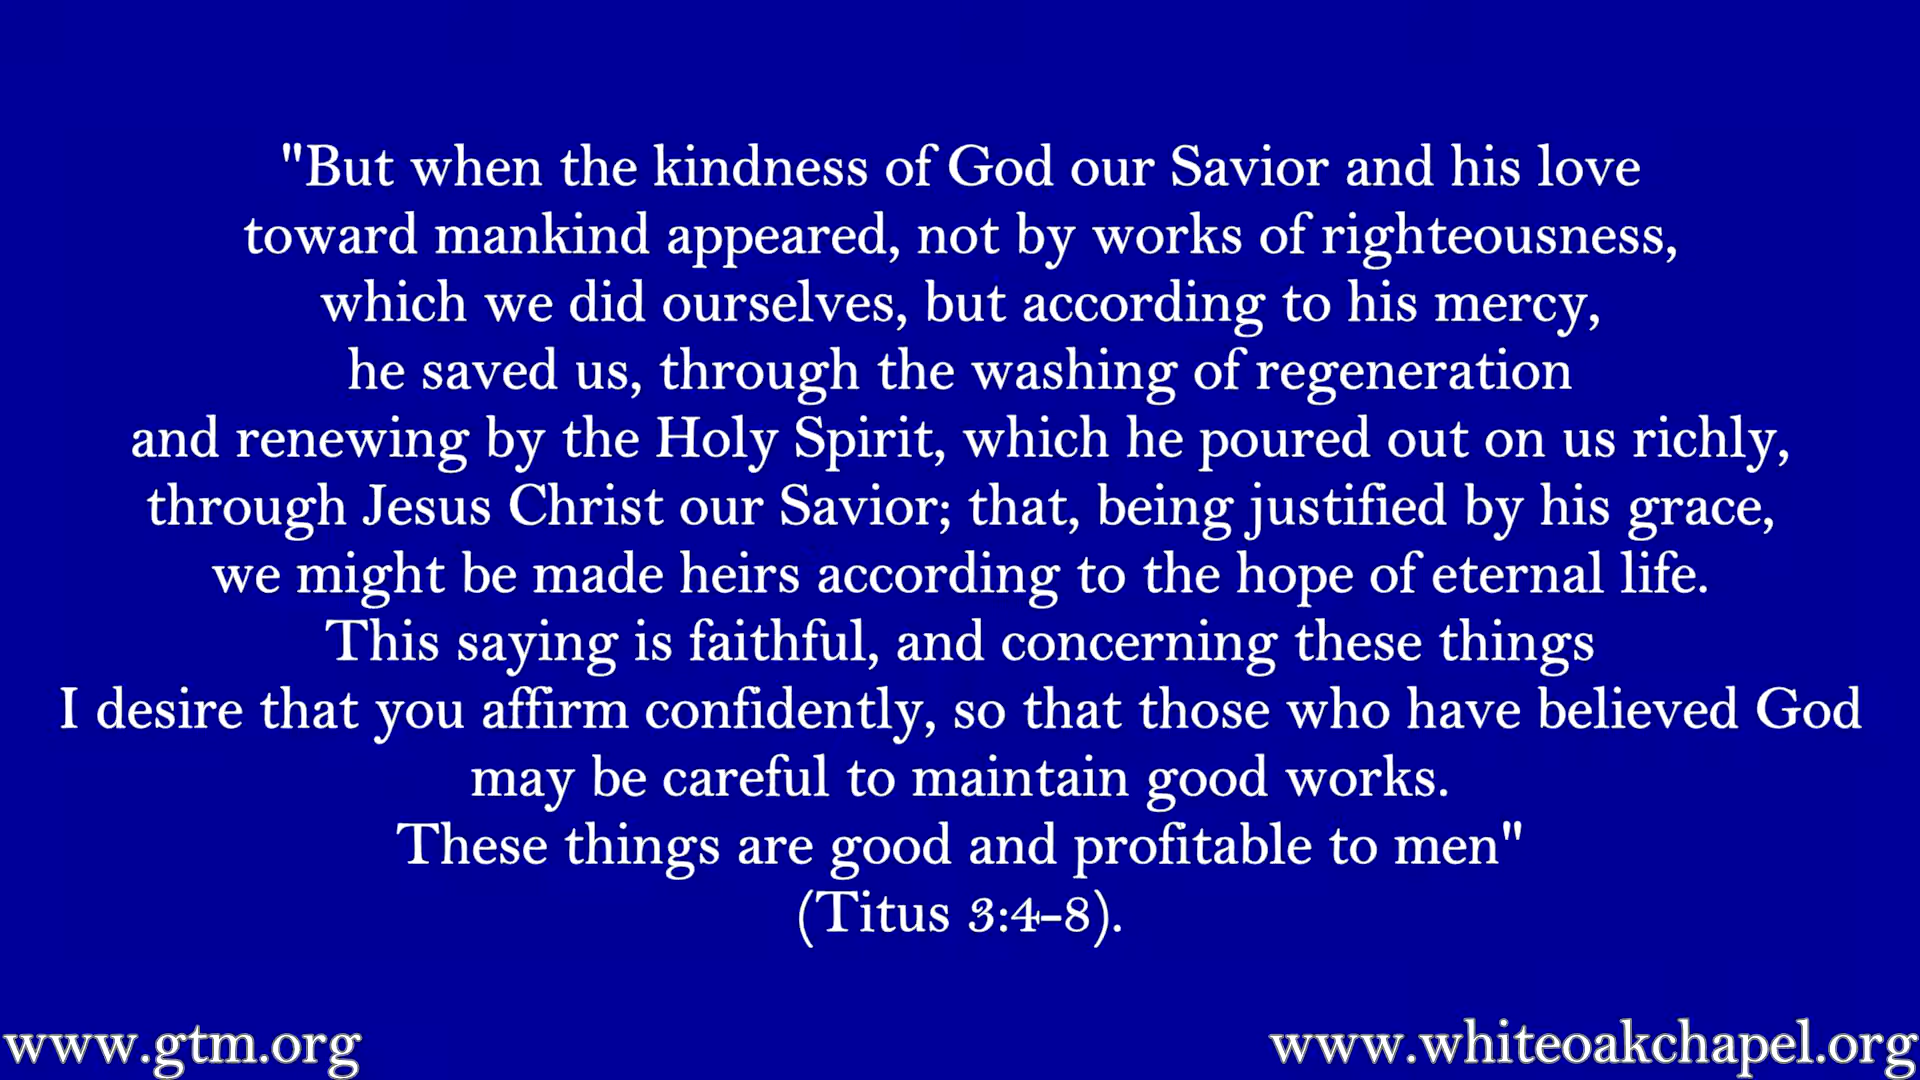 "But when the kindness of God our Savior and his love
toward mankind appeared, not by works of righteousness,
which we did ourselves, but according to his mercy,
he saved us, through the washing of regeneration
and renewing by the Holy Spirit, which he poured out on us richly,
through Jesus Christ our Savior; that, being justified by his grace,
we might be made heirs according to the hope of eternal life.
This saying is faithful, and concerning these things
I desire that you affirm confidently, so that those who have believed God
may be careful to maintain good works.
These things are good and profitable to men"
(Titus 3:4–8).
www.gtm.org
www.whiteoakchapel.org